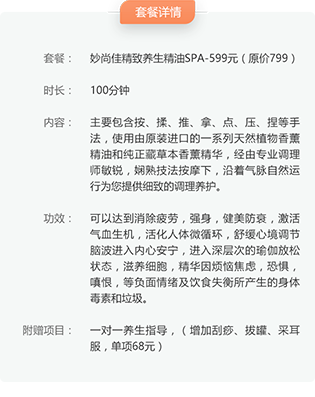 套餐详情
套餐： 妙尚佳精致养生精油SPA-599元（原价799）
时长： 100分钟
内容： 主要包含按、揉、推、拿、点、压、捏等手
法，使用由原装进口的一系列天然植物香薰
精油和纯正藏草本香薰精华，经由专业调理
师敏锐，娴熟技法按摩下，沿着气脉自然运
行为您提供细致的调理养护。
功效： 可以达到消除疲劳，强身，健美防衰，激活
气血生机，活化人体微循环，舒缓心境调节
脑波进入内心安宁，进入深层次的瑜伽放松
状态，滋养细胞，精华因烦恼焦虑，恐惧，
嗔恨，等负面情绪及饮食失衡所产生的身体
毒素和垃圾。
附赠项目： 一对一养生指导，（增加刮痧、拔罐、采耳
服，单项68元）